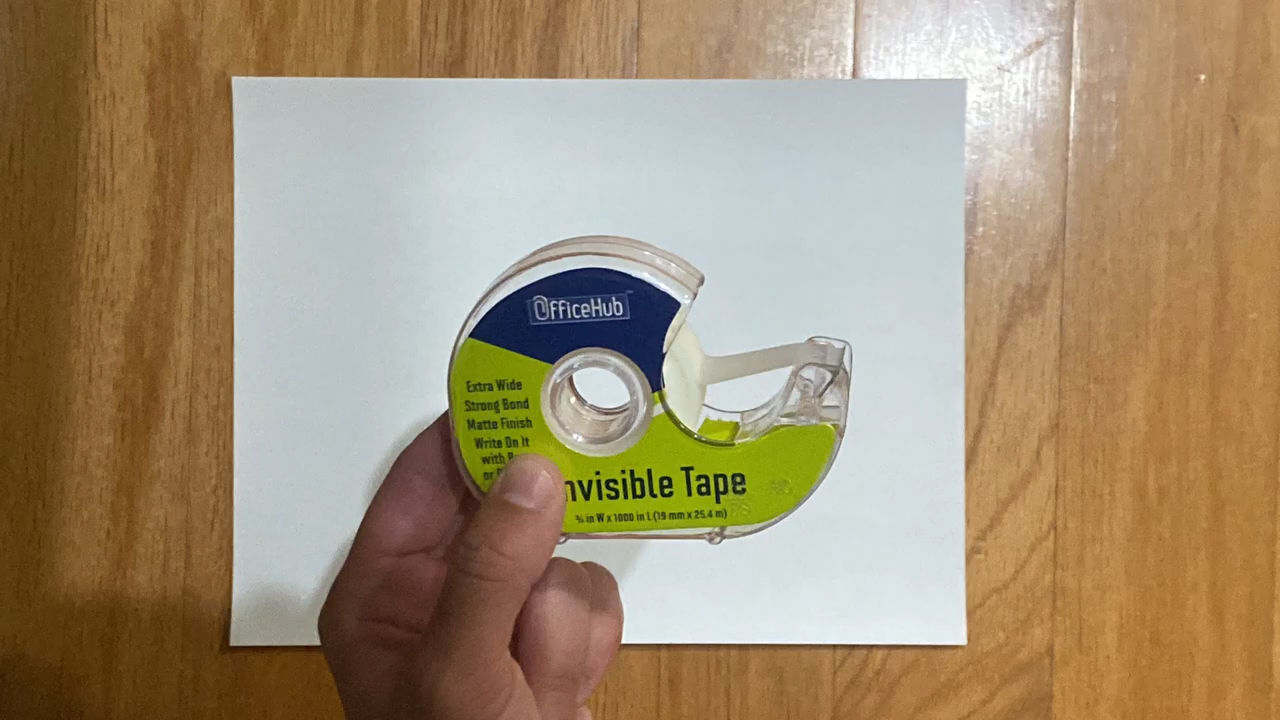 OfficeHub
Extra Wide
Strong Bond
Matte Finish
Write On It
with
or
nvisible Tape
¾ in W x 1000 in L (19 mm x 25.4 m)